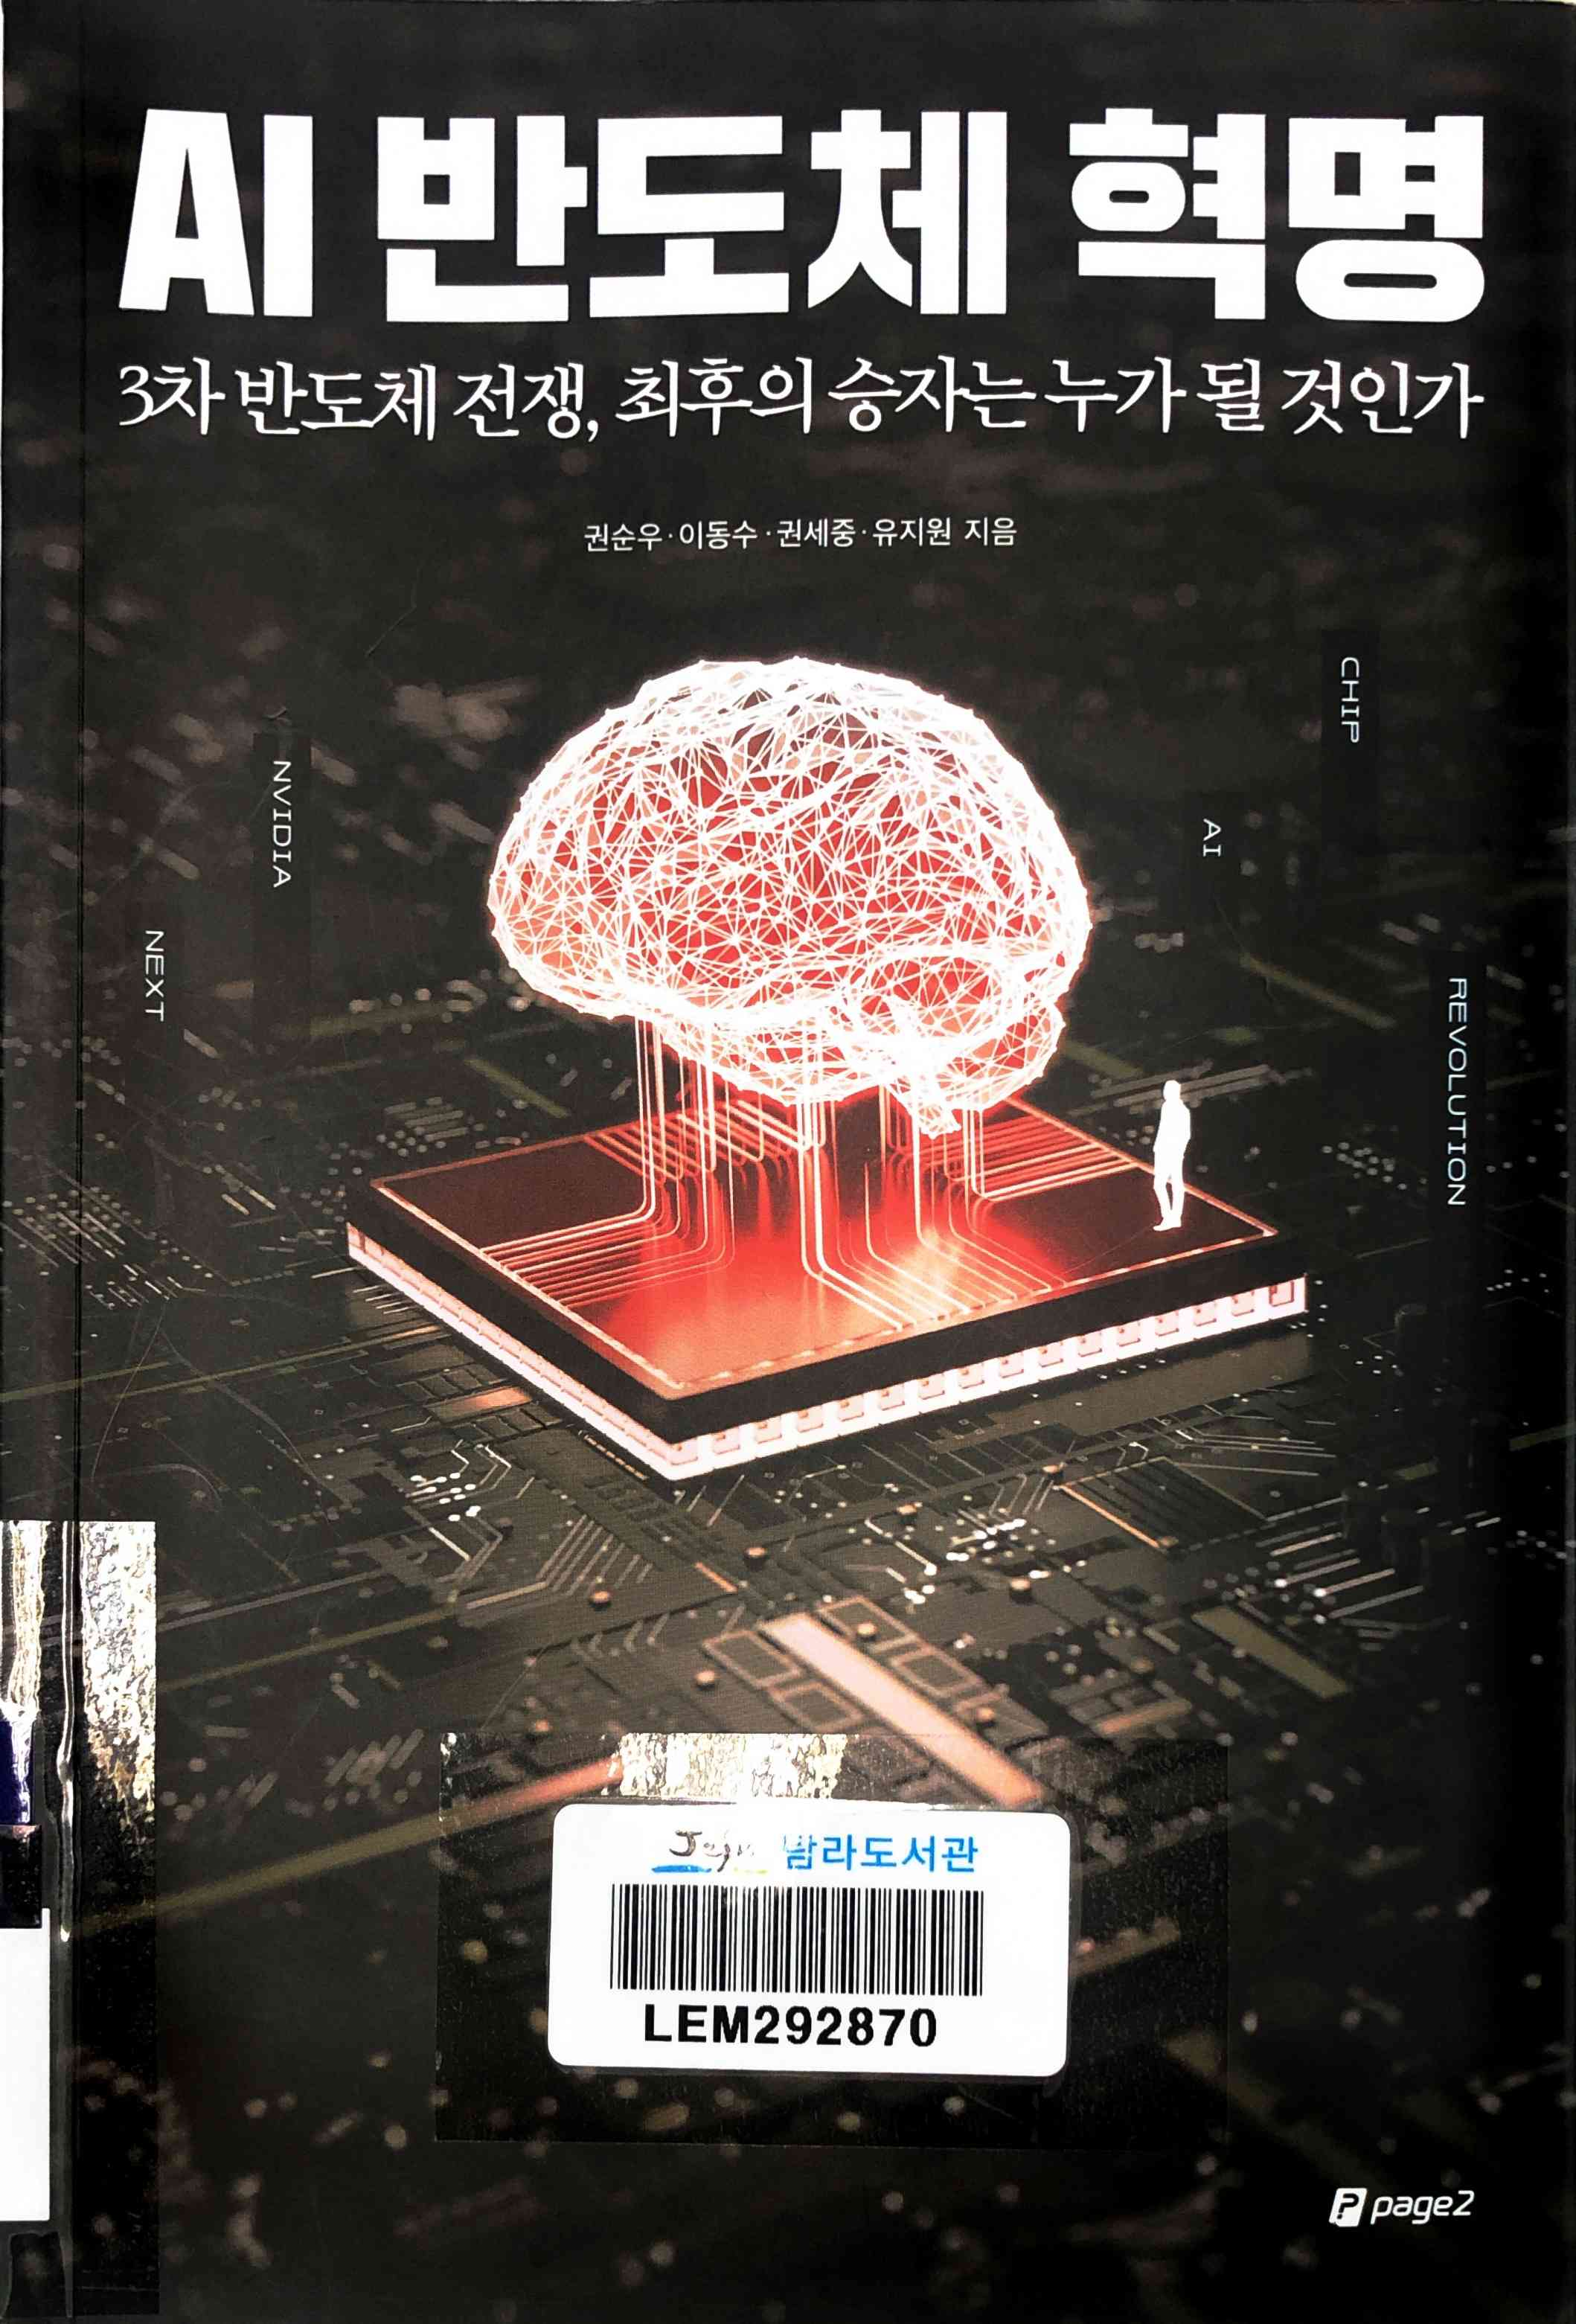 AI 반도체 혁명
3차 반도체 전쟁, 최후의 승자는 누가 될 것인가
권순우·이동수·권세중·유지원 지음
CHIP
NVIDIA
AI
NEXT
REVOLUTION
Jeju 탐라도서관
LEM292870
page2